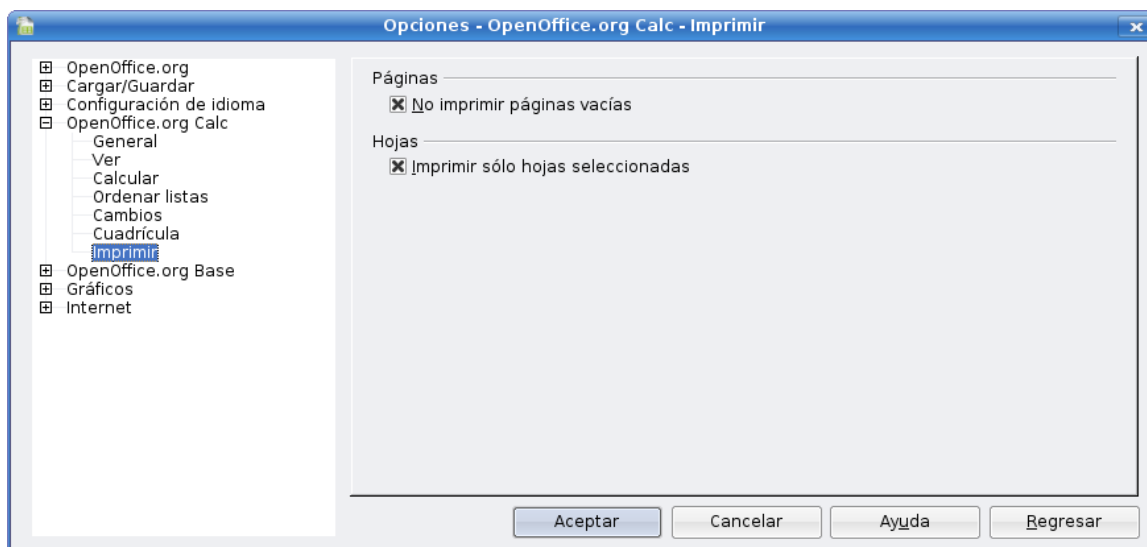 Opciones - OpenOffice.org Calc - Imprimir
OpenOffice.org
Cargar/Guardar
Configuración de idioma
OpenOffice.org Calc
General
Ver
Calcular
Ordenar listas
Cambios
Cuadrícula
Imprimir
OpenOffice.org Base
Gráficos
Internet
Páginas
No imprimir páginas vacías
Hojas
Imprimir sólo hojas seleccionadas
Aceptar
Cancelar
Ayuda
Regresar